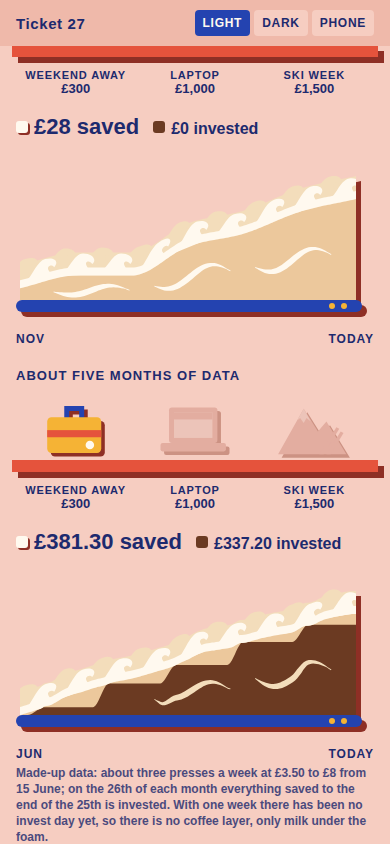 Ticket 27
LIGHT
DARK
PHONE
WEEKEND AWAY
LAPTOP
SKI WEEK
£300
£1,000
£1,500
£28 saved
£0 invested
NOV
TODAY
ABOUT FIVE MONTHS OF DATA
WEEKEND AWAY
LAPTOP
SKI WEEK
£300
£1,000
£1,500
£381.30 saved
£337.20 invested
JUN
TODAY
Made-up data: about three presses a week at £3.50 to £8 from
15 June; on the 26th of each month everything saved to the
end of the 25th is invested. With one week there has been no
invest day yet, so there is no coffee layer, only milk under the
foam.